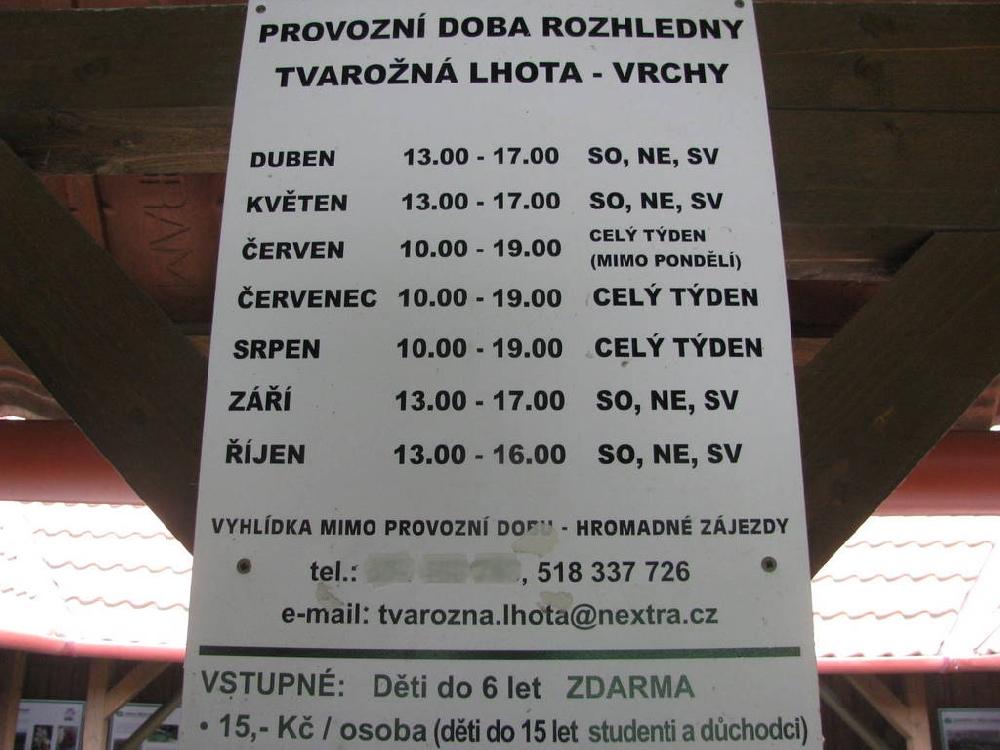 PROVOZNÍ DOBA ROZHLEDNY
TVAROŽNÁ LHOTA - VRCHY
DUBEN 13.00 - 17.00 SO, NE, SV
KVĚTEN 13.00 - 17.00 SO, NE, SV
ČERVEN 10.00 - 19.00 CELÝ TÝDEN
(MIMO PONDĚLÍ)
ČERVENEC 10.00 - 19.00 CELÝ TÝDEN
SRPEN 10.00 - 19.00 CELÝ TÝDEN
ZÁŘÍ 13.00 - 17.00 SO, NE, SV
ŘÍJEN 13.00 - 16.00 SO, NE, SV
VYHLÍDKA MIMO PROVOZNÍ DOBU - HROMADNÉ ZÁJEZDY
tel.: , 518 337 726
e-mail: tvarozna.lhota@nextra.cz
VSTUPNÉ: Děti do 6 let ZDARMA
• 15,- Kč / osoba (děti do 15 let studenti a důchodci)